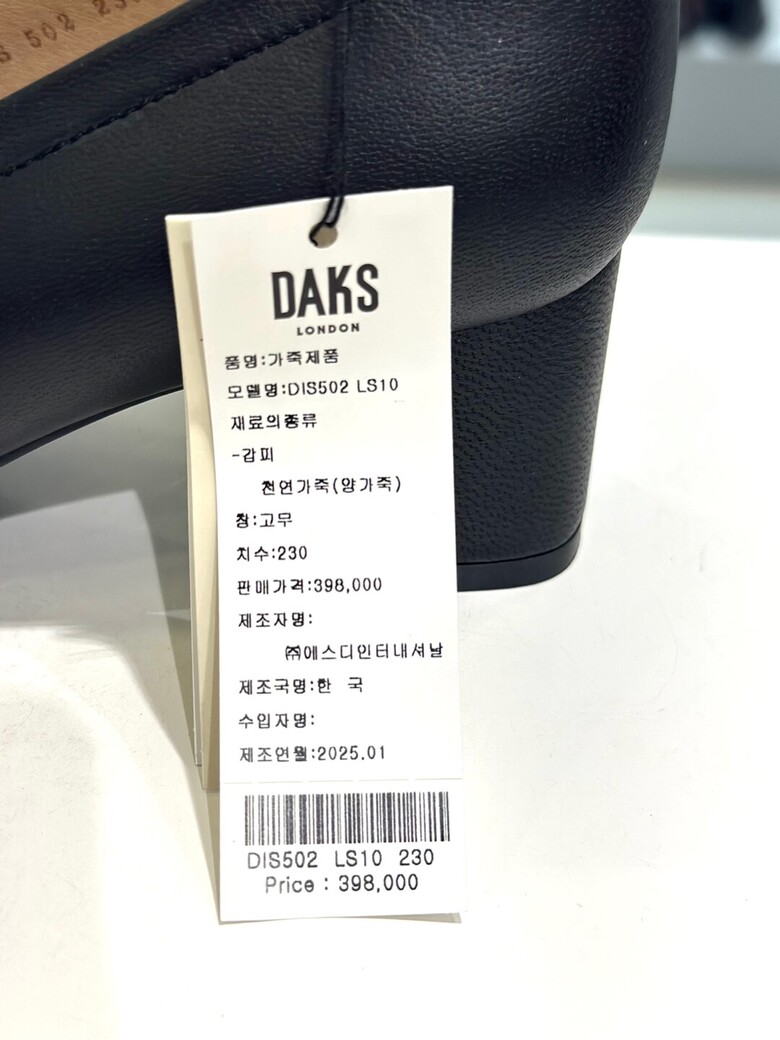 502 23
DAKS
LONDON
품명:가죽제품
모델명:DIS502 LS10
재료의종류
-갑피
천연가죽(양가죽)
창:고무
치수:230
판매가격:398,000
제조자명:
㈜에스디인터내셔날
제조국명:한 국
수입자명:
제조연월:2025.01
DIS502 LS10 230
Price : 398,000